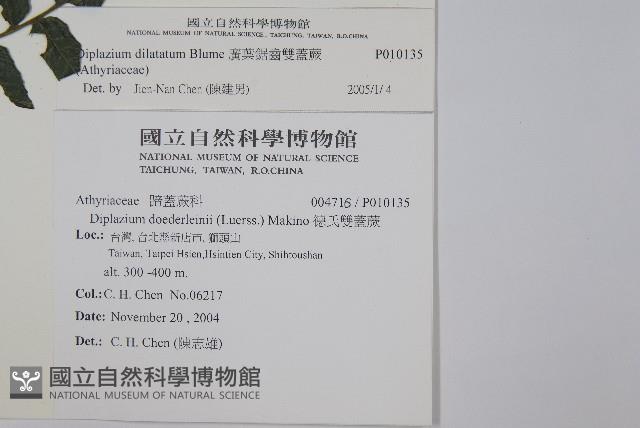 國立自然科學博物館
NATIONAL MUSEUM OF NATURAL SCIENCE, TAICHUNG, TAIWAN, R.O.CHINA
Diplazium dilatatum Blume 廣葉鋸齒雙蓋蕨 P010135
(Athyriaceae)
Det. by Jien-Nan Chen (陳建男) 2005/1/4
國立自然科學博物館
NATIONAL MUSEUM OF NATURAL SCIENCE
TAICHUNG, TAIWAN, R.O.CHINA
Athyriaceae 蹄蓋蕨科 004716 / P010135
Diplazium doederleinii (Luerss.) Makino 德氏雙蓋蕨
Loc.: 台灣, 台北縣新店市, 獅頭山
Taiwan, Taipei Hsien, Hsintien City, Shihtoushan
alt. 300 -400 m.
Col.: C. H. Chen No.06217
Date: November 20 , 2004
Det.: C. H. Chen (陳志雄)
國立自然科學博物館
NATIONAL MUSEUM OF NATURAL SCIENCE